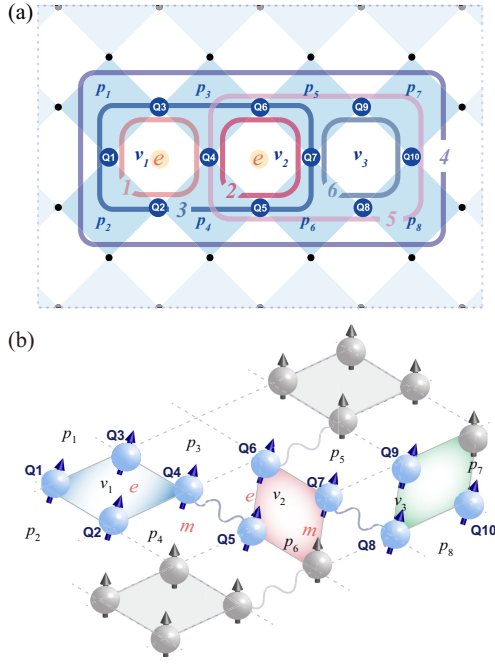 (a)
p1 p3 p5 p7
Q3 Q6 Q9
Q1 v1 e Q4 e v2 Q7 v3 Q10 4
1 2 6
Q2 3 Q5 Q8 5
p2 p4 p6 p8
(b)
p1 Q3 p3 Q6 p5 Q9 p7
Q1 v1 e Q4 e v2 Q7 v3
Q2 m Q5 m Q8 Q10
p2 p4 p6 p8